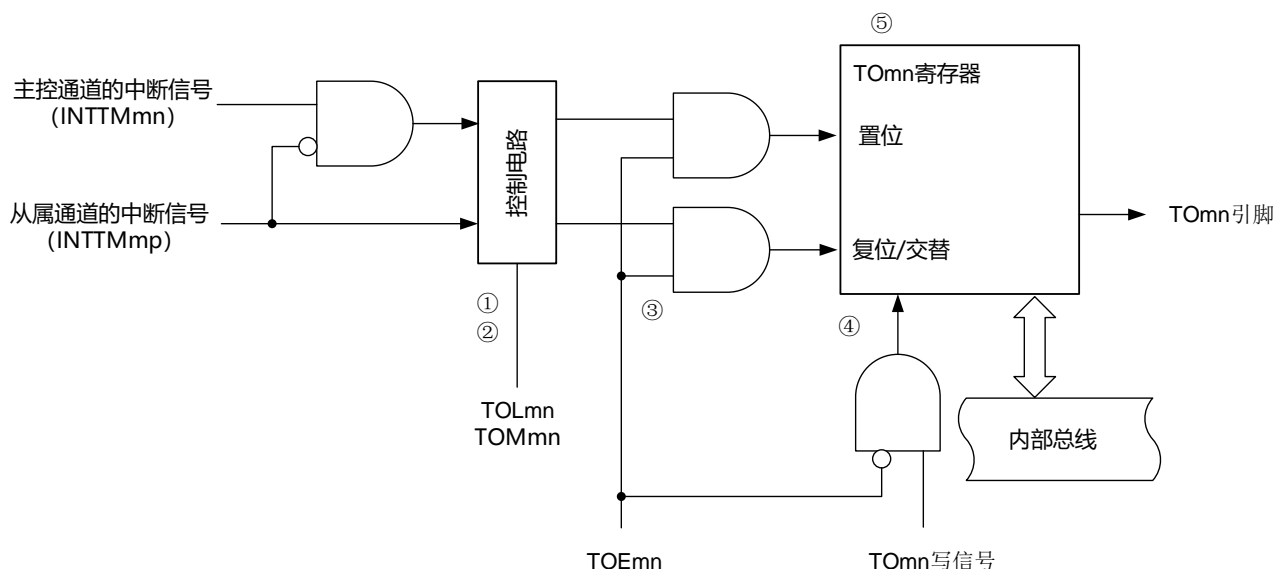 ⑤
TOmn寄存器
主控通道的中断信号
(INTTMmn)
置位
控制电路
从属通道的中断信号
(INTTMmp)
TOmn引脚
复位/交替
①
③
④
②
TOLmn
TOMmn
内部总线
TOEmn
TOmn写信号